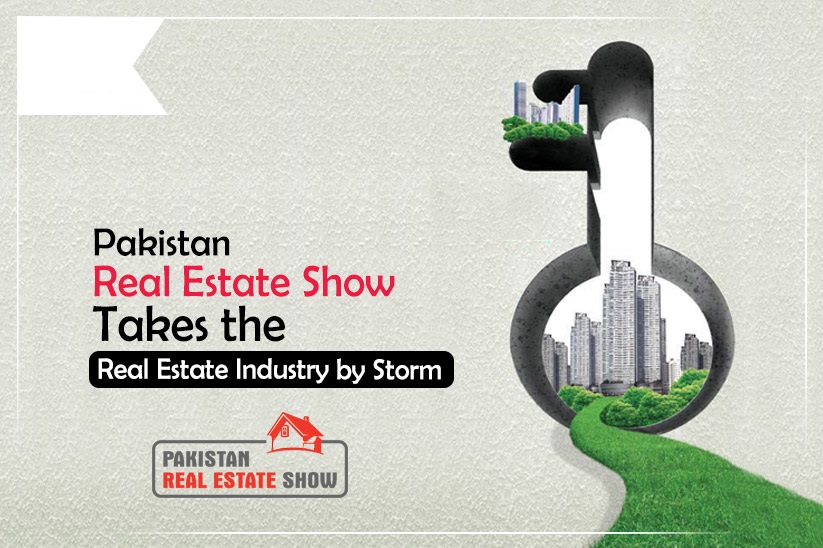 Pakistan
Real Estate Show
Takes the
Real Estate Industry by Storm
PAKISTAN
REAL ESTATE SHOW